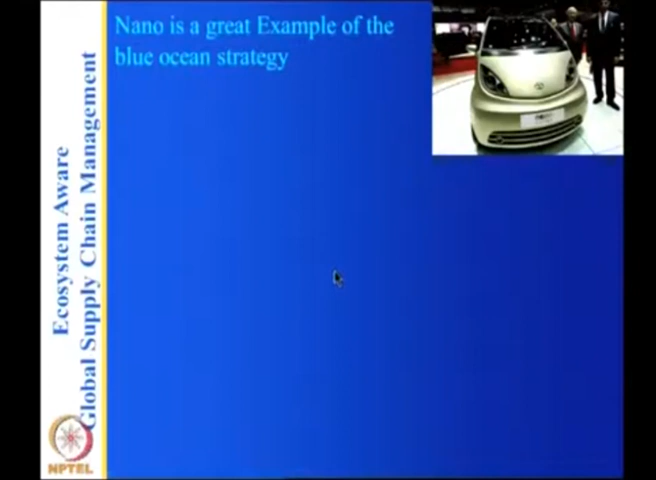 Nano is a great Example of the
blue ocean strategy
Ecosystem Aware
Global Supply Chain Management
NPTEL